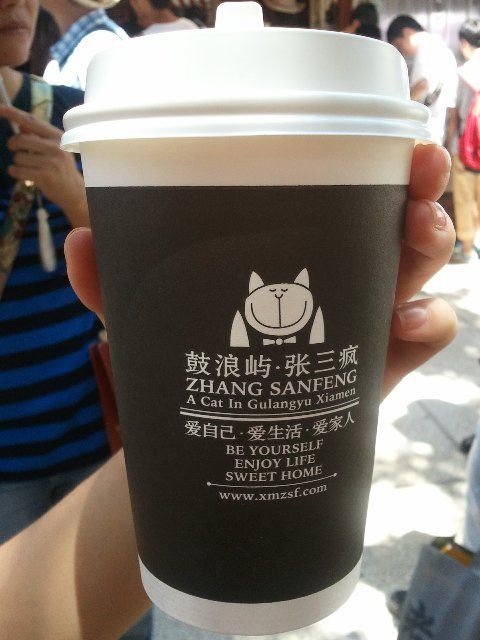 鼓浪屿·张三疯
ZHANG SANFENG
A Cat In Gulangyu Xiamen
爱自己·爱生活·爱家人
BE YOURSELF
ENJOY LIFE
SWEET HOME
www.xmzsf.com